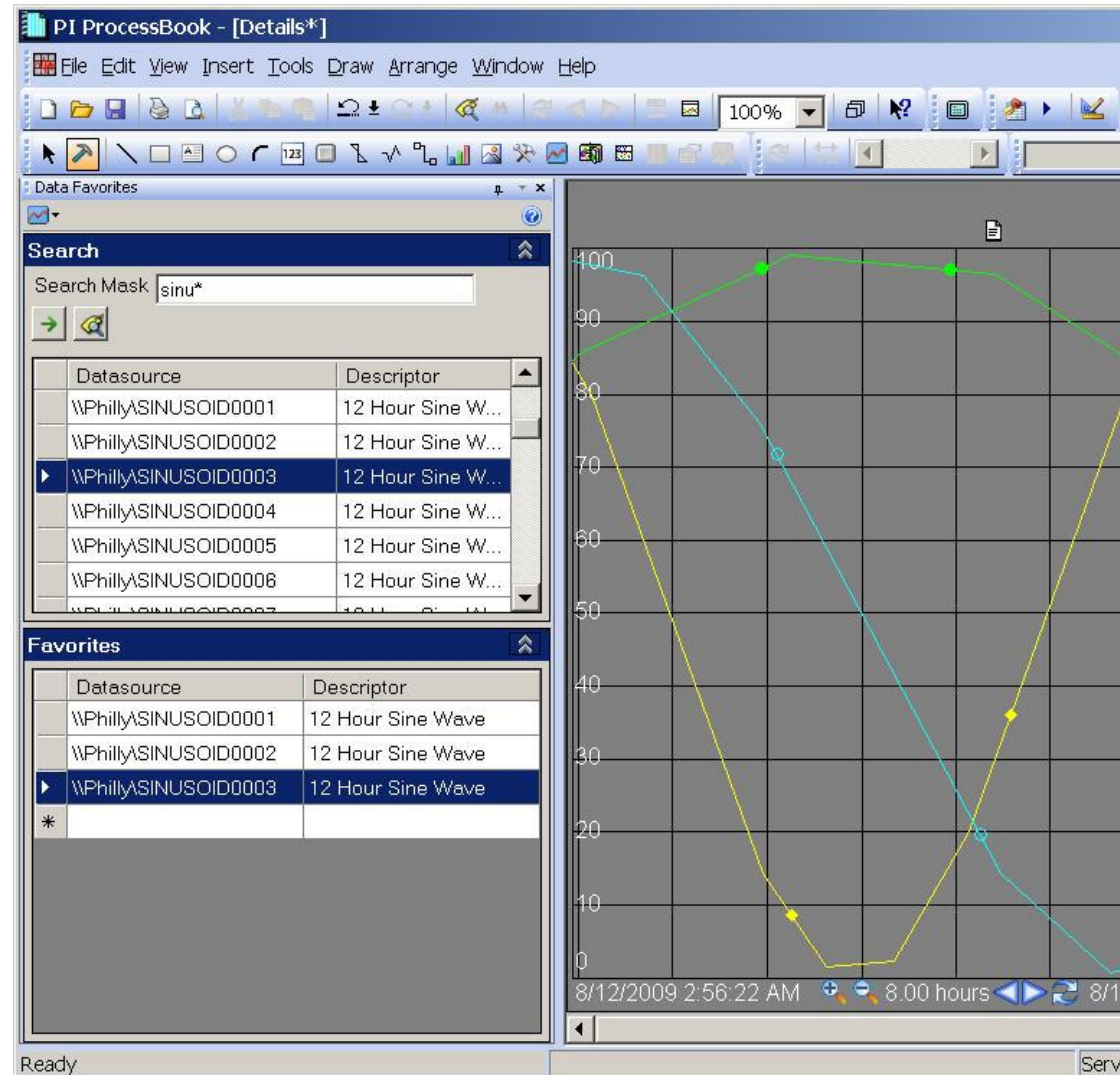 PI ProcessBook - [Details*]
File Edit View Insert Tools Draw Arrange Window Help
100%
123
Data Favorites
Search
Search Mask sinu*
Datasource Descriptor
\\Philly\SINUSOID0001 12 Hour Sine W...
\\Philly\SINUSOID0002 12 Hour Sine W...
\\Philly\SINUSOID0003 12 Hour Sine W...
\\Philly\SINUSOID0004 12 Hour Sine W...
\\Philly\SINUSOID0005 12 Hour Sine W...
\\Philly\SINUSOID0006 12 Hour Sine W...
Favorites
Datasource Descriptor
\\Philly\SINUSOID0001 12 Hour Sine Wave
\\Philly\SINUSOID0002 12 Hour Sine Wave
\\Philly\SINUSOID0003 12 Hour Sine Wave
*
100
90
80
70
60
50
40
30
20
10
0
8/12/2009 2:56:22 AM 8.00 hours 8/1
Ready Serv